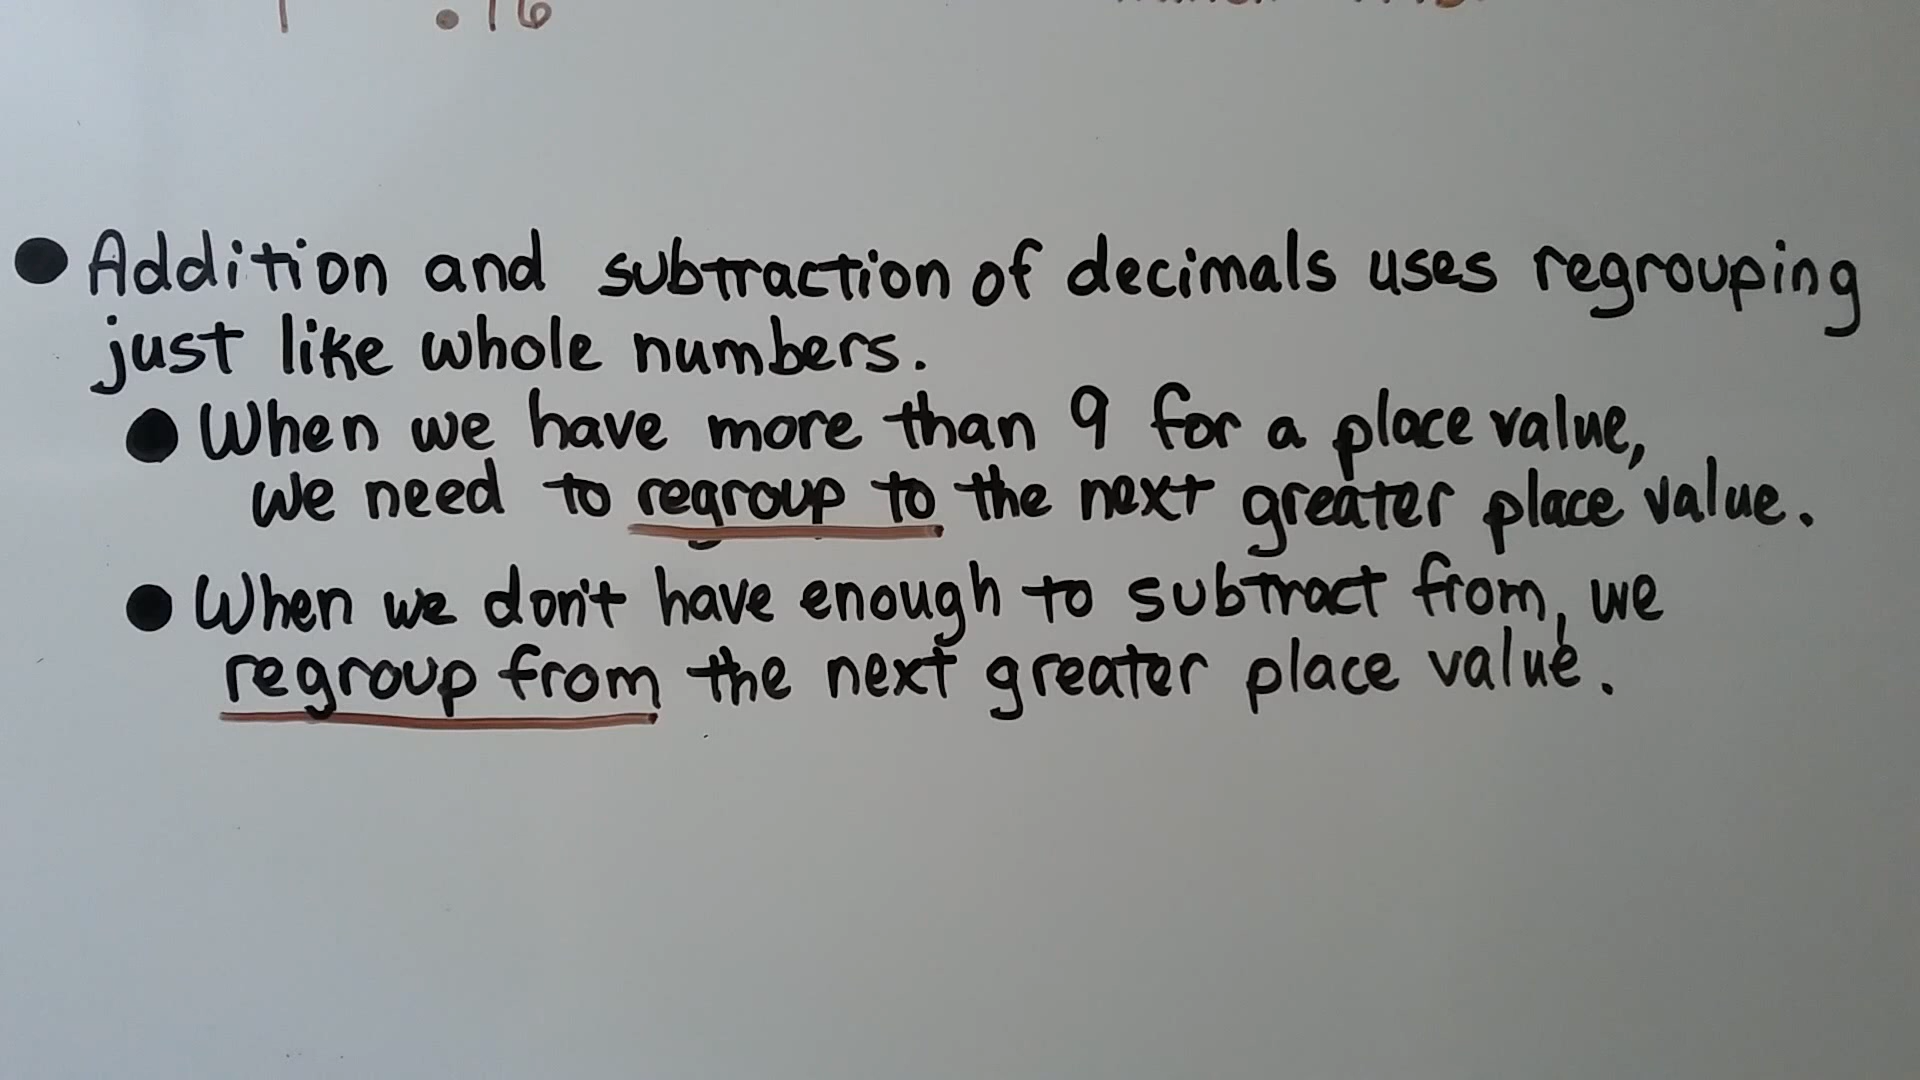 .16
● Addition and subtraction of decimals uses regrouping
just like whole numbers.
● When we have more than 9 for a place value,
we need to regroup to the next greater place value.
● When we don't have enough to subtract from, we
regroup from the next greater place value.